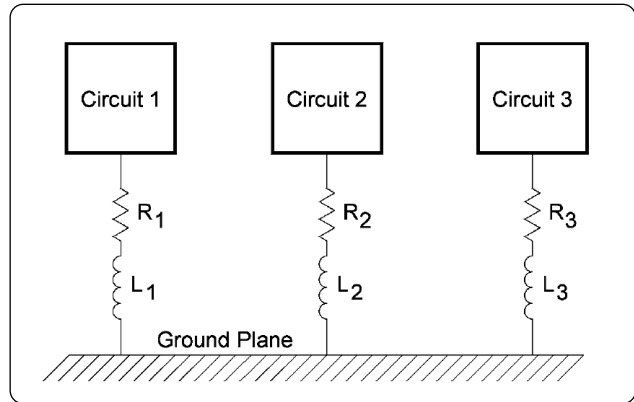 Circuit 1 Circuit 2 Circuit 3
R1 R2 R3
L1 L2 L3
Ground Plane